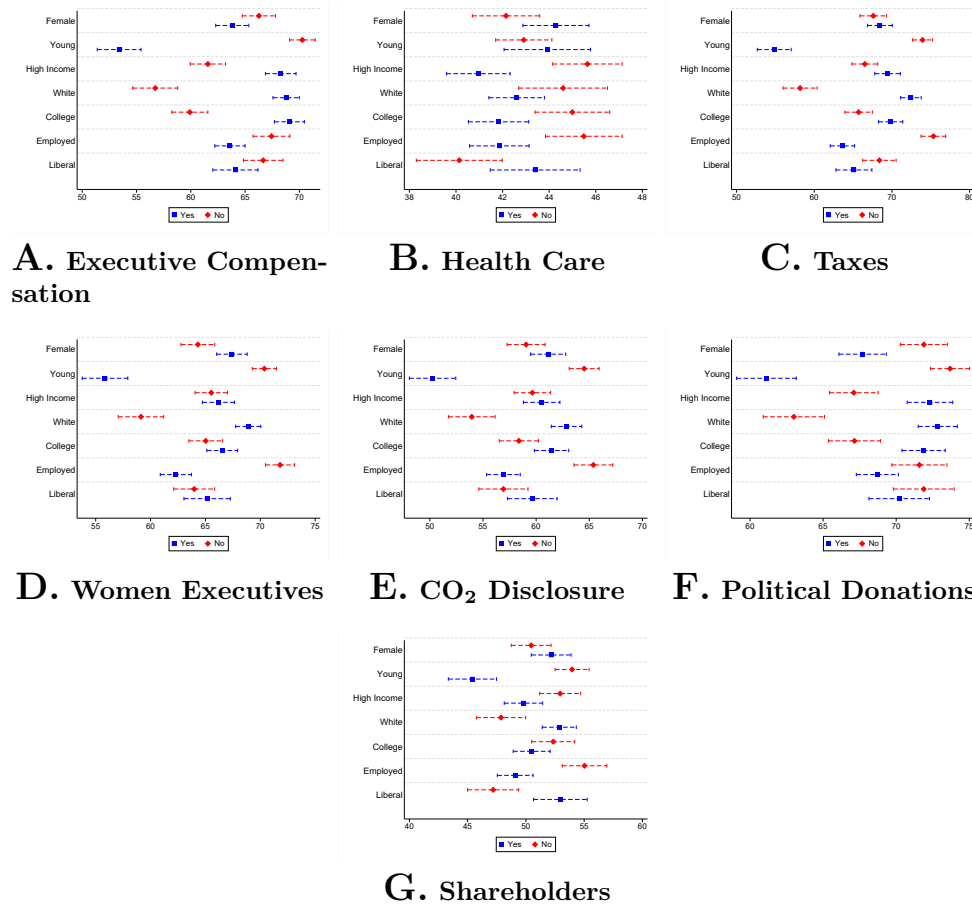 Female
Young
High Income
White
College
Employed
Liberal
50 55 60 65 70
Yes No
A. Executive Compen-
sation
Female
Young
High Income
White
College
Employed
Liberal
38 40 42 44 46 48
Yes No
B. Health Care
Female
Young
High Income
White
College
Employed
Liberal
50 60 70 80
Yes No
C. Taxes
Female
Young
High Income
White
College
Employed
Liberal
55 60 65 70 75
Yes No
D. Women Executives
Female
Young
High Income
White
College
Employed
Liberal
50 55 60 65 70
Yes No
E. CO₂ Disclosure
Female
Young
High Income
White
College
Employed
Liberal
60 65 70 75
Yes No
F. Political Donations
Female
Young
High Income
White
College
Employed
Liberal
40 45 50 55 60
Yes No
G. Shareholders